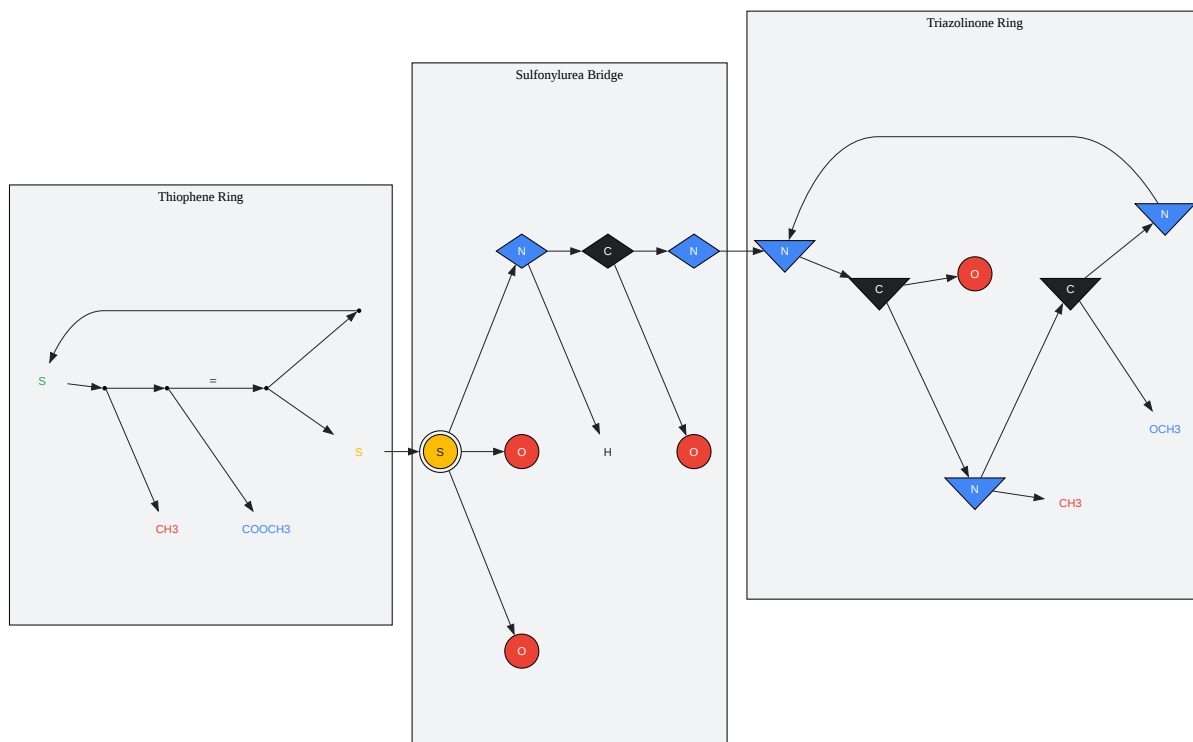 Triazolinone Ring
Sulfonylurea Bridge
Thiophene Ring
N
N
N
C
N
O
C
C
=
S
OCH3
S
S
O
H
O
N
CH3
CH3
COOCH3
O